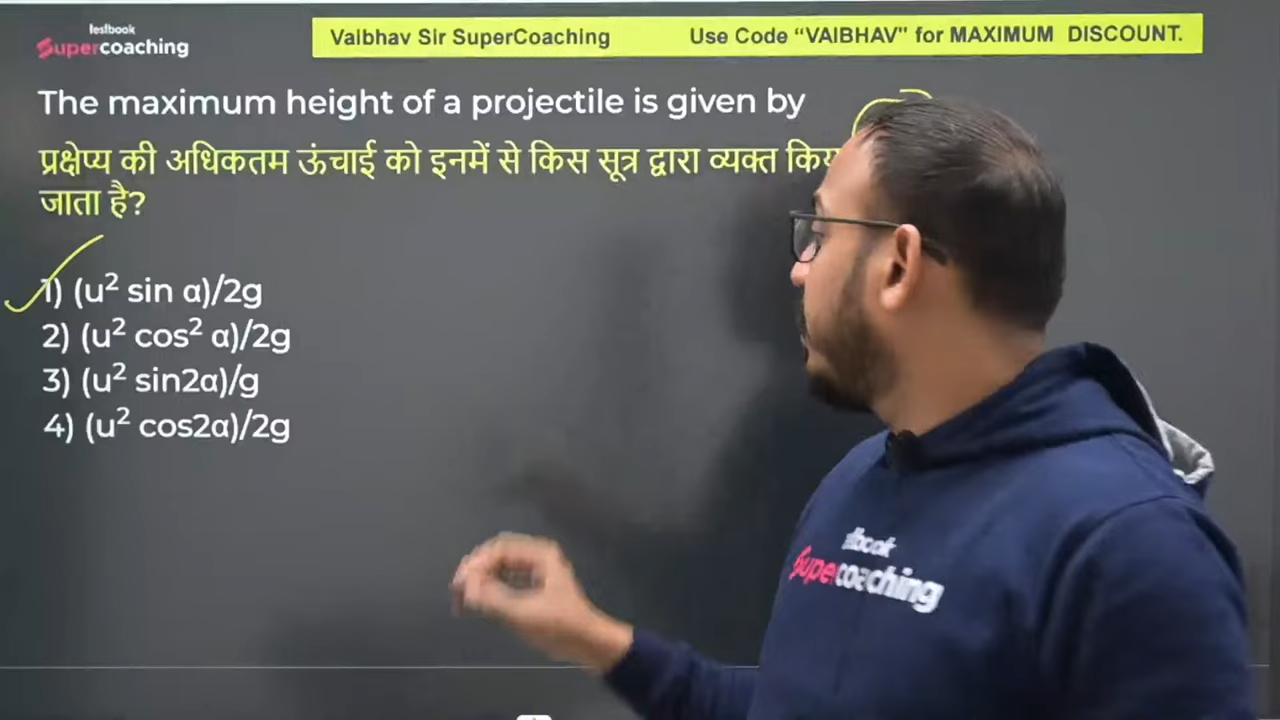 testbook
Supercoaching
Vaibhav Sir SuperCoaching
Use Code “VAIBHAV” for MAXIMUM DISCOUNT.
The maximum height of a projectile is given by
प्रक्षेप्य की अधिकतम ऊंचाई को इनमें से किस सूत्र द्वारा व्यक्त
जाता है?
1) (u² sin α)/2g
2) (u² cos² α)/2g
3) (u² sin2α)/g
4) (u² cos2α)/2g
Supercoaching